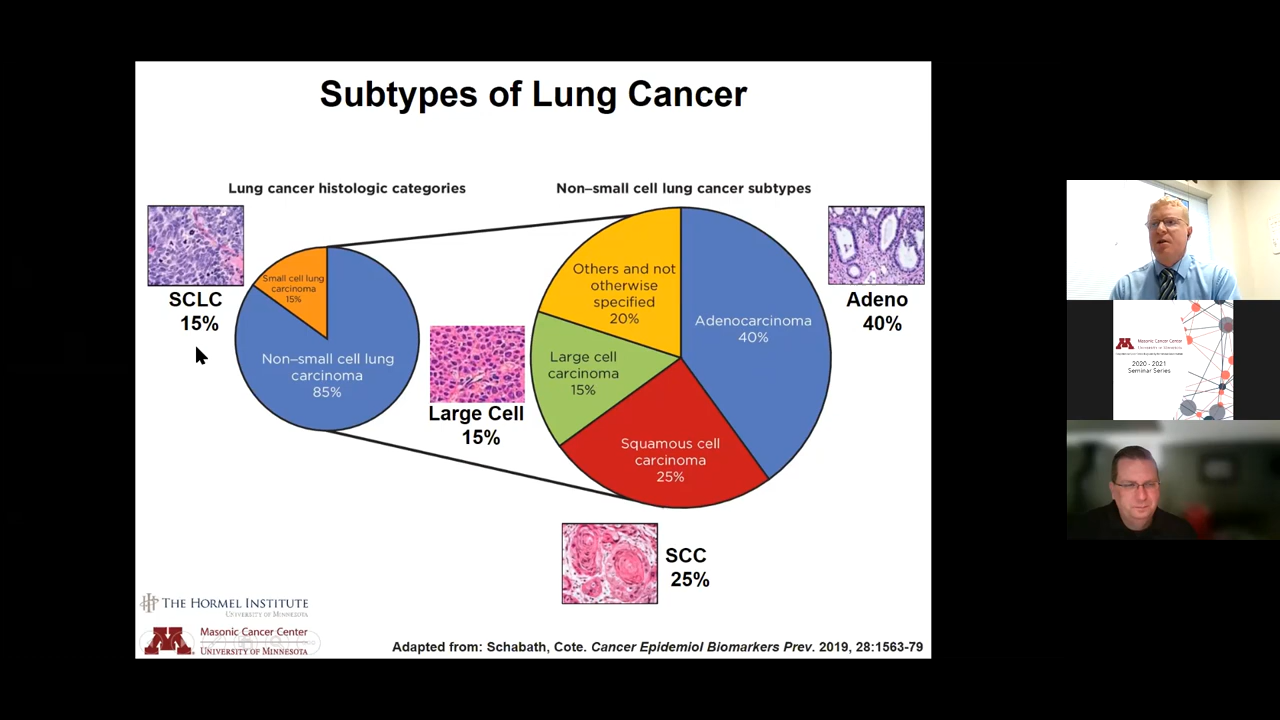 Subtypes of Lung Cancer
Lung cancer histologic categories
Non–small cell lung cancer subtypes
SCLC
15%
Small cell lung
carcinoma
15%
Non–small cell lung
carcinoma
85%
Large Cell
15%
Others and not
otherwise
specified
20%
Adenocarcinoma
40%
Large cell
carcinoma
15%
Squamous cell
carcinoma
25%
Adeno
40%
SCC
25%
THE HORMEL INSTITUTE
UNIVERSITY OF MINNESOTA
Masonic Cancer Center
UNIVERSITY OF MINNESOTA
Adapted from: Schabath, Cote. Cancer Epidemiol Biomarkers Prev. 2019, 28:1563-79
Masonic Cancer Center
UNIVERSITY OF MINNESOTA
2020 - 2021
Seminar Series